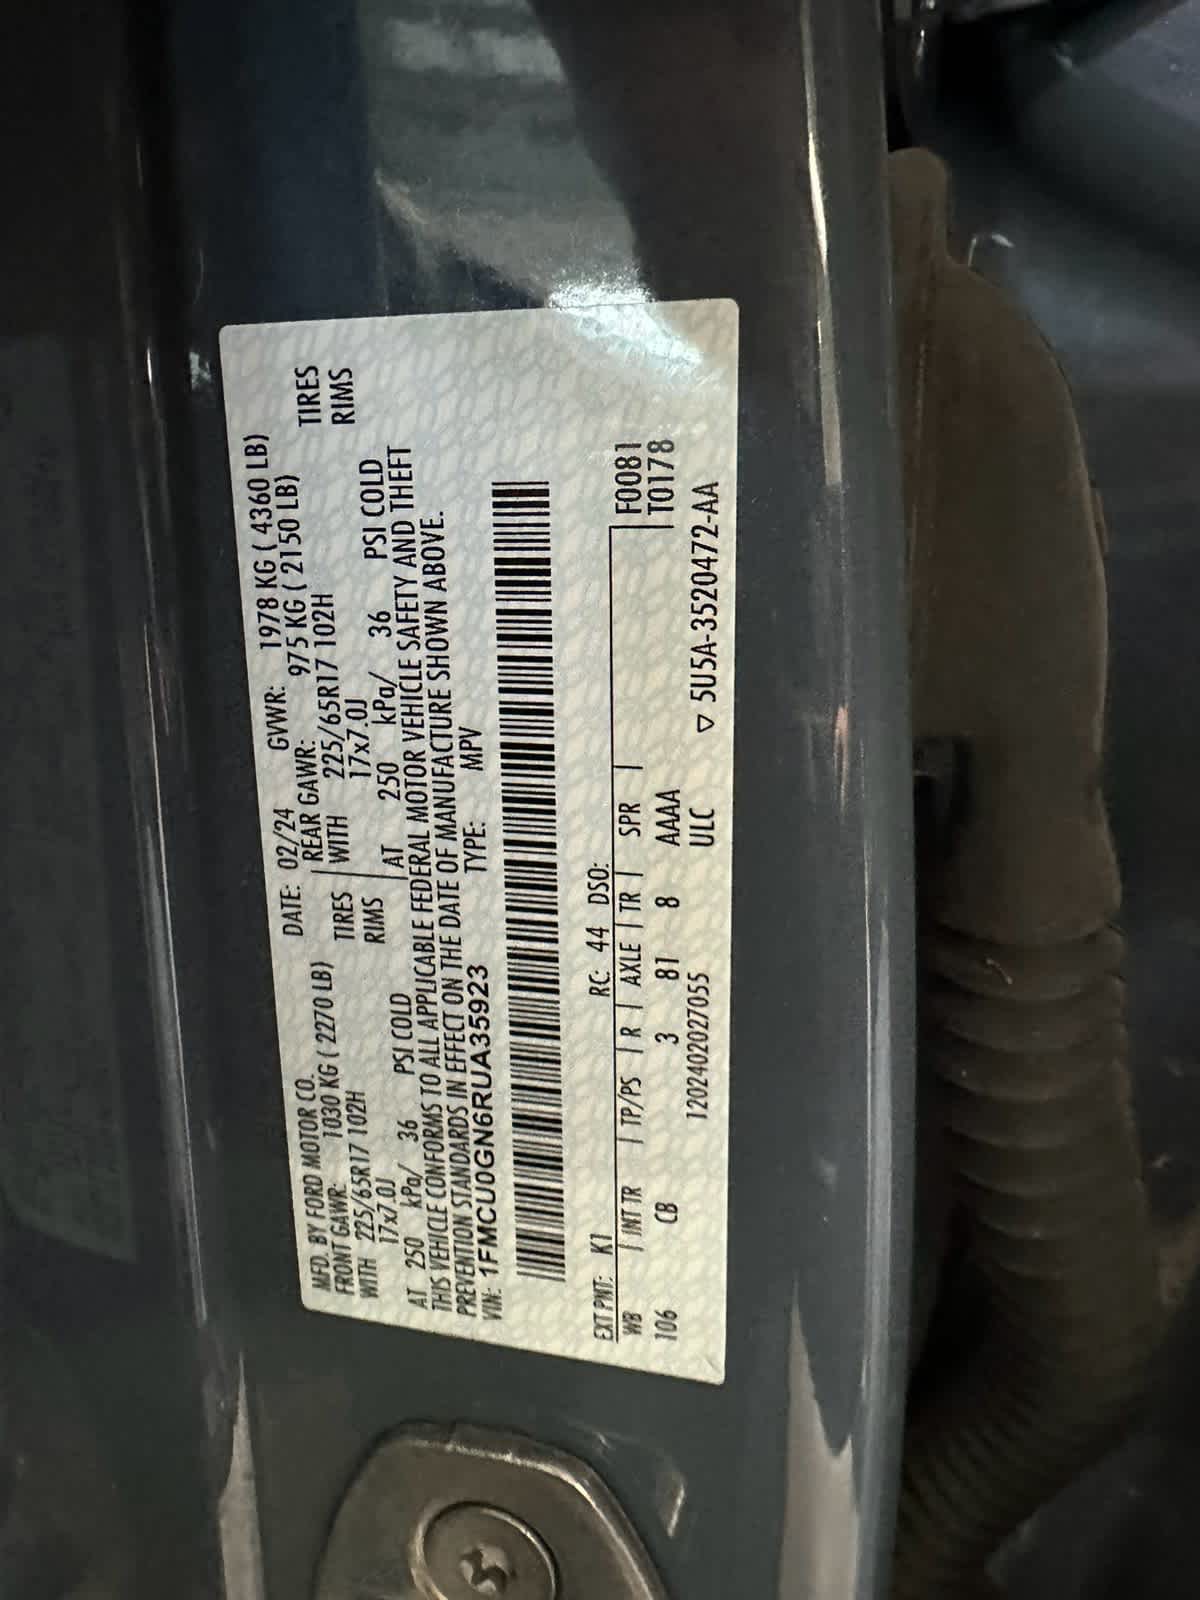 MFD. BY FORD MOTOR CO. DATE: 02/24 GVWR: 1978 KG ( 4360 LB)
FRONT GAWR: 1030 KG ( 2270 LB) REAR GAWR: 975 KG ( 2150 LB)
WITH 225/65R17 102H TIRES WITH 225/65R17 102H TIRES
17x7.0J RIMS 17x7.0J RIMS
AT 250 kPa/ 36 PSI COLD AT 250 kPa/ 36 PSI COLD
THIS VEHICLE CONFORMS TO ALL APPLICABLE FEDERAL MOTOR VEHICLE SAFETY AND THEFT
PREVENTION STANDARDS IN EFFECT ON THE DATE OF MANUFACTURE SHOWN ABOVE.
VIN: 1FMCU0GN6RUA35923 TYPE: MPV
EXT PNT: K1 RC: 44 DSO: F0081
WB | INT TR | TP/PS | R | AXLE | TR | SPR | T0178
106 CB 3 81 8 AAAA
120242027055 ULC ▽ 5U5A-3520472-AA